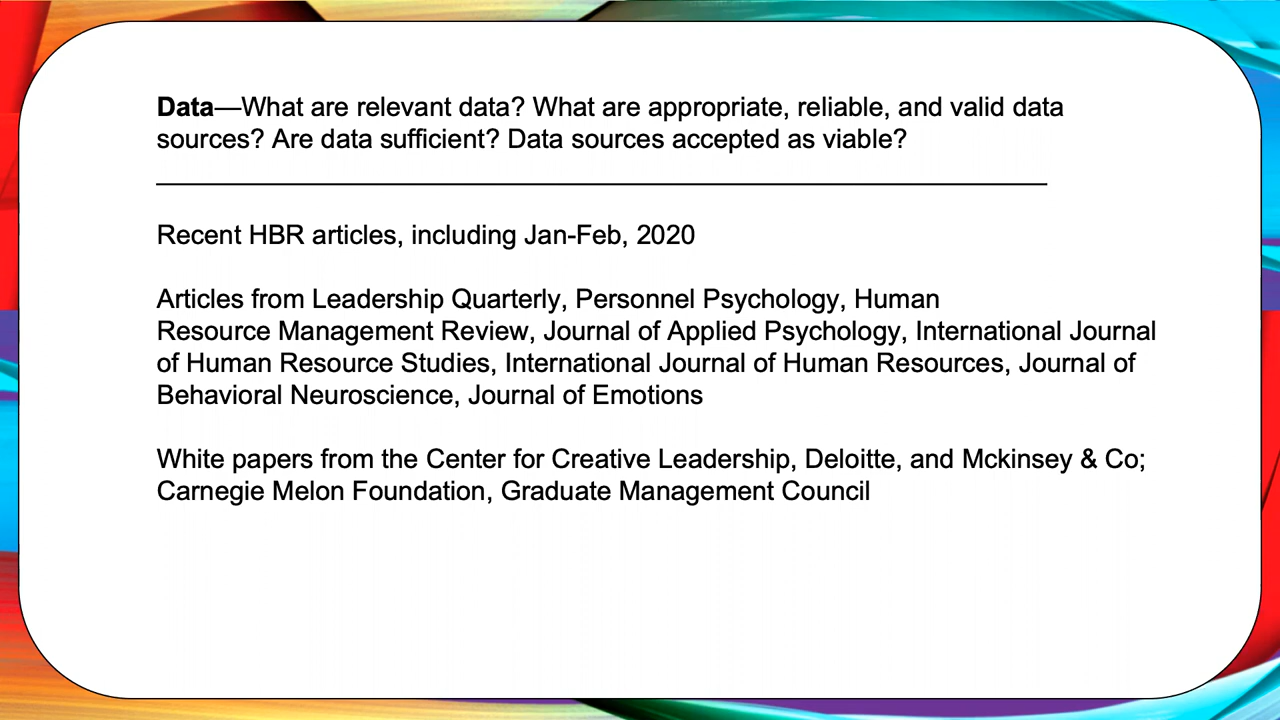 Data—What are relevant data? What are appropriate, reliable, and valid data
sources? Are data sufficient? Data sources accepted as viable?
Recent HBR articles, including Jan-Feb, 2020
Articles from Leadership Quarterly, Personnel Psychology, Human
Resource Management Review, Journal of Applied Psychology, International Journal
of Human Resource Studies, International Journal of Human Resources, Journal of
Behavioral Neuroscience, Journal of Emotions
White papers from the Center for Creative Leadership, Deloitte, and Mckinsey & Co;
Carnegie Melon Foundation, Graduate Management Council